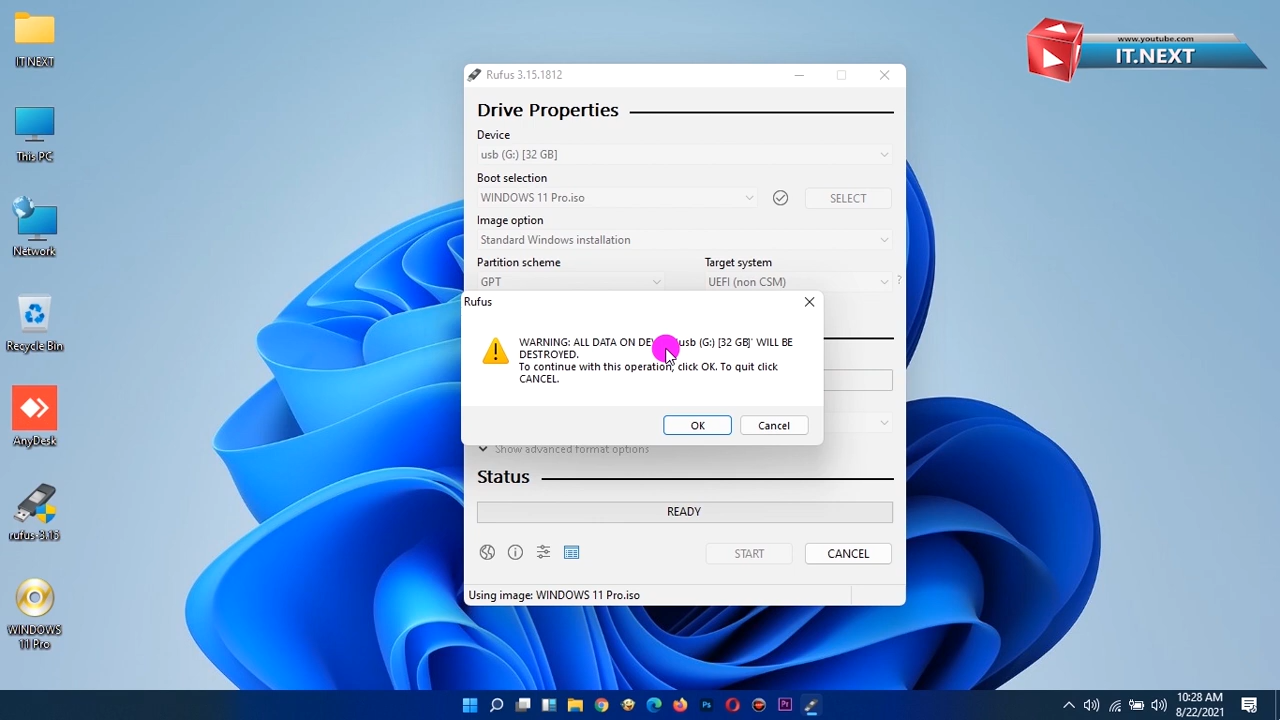 IT NEXT
This PC
Network
Recycle Bin
AnyDesk
rufus-3.15
WINDOWS
11 Pro
www.youtube.com
IT.NEXT
Rufus 3.15.1812
Drive Properties
Device
usb (G:) [32 GB]
Boot selection
WINDOWS 11 Pro.iso
SELECT
Image option
Standard Windows installation
Partition scheme
Target system
GPT
UEFI (non CSM)
?
Rufus
WARNING: ALL DATA ON usb (G:) [32 GB]' WILL BE
DESTROYED.
To continue with this operation, click OK. To quit click
CANCEL.
OK
Cancel
Show advanced format options
Status
READY
START
CANCEL
Using image: WINDOWS 11 Pro.iso
Ps
Pr
10:28 AM
8/22/2021